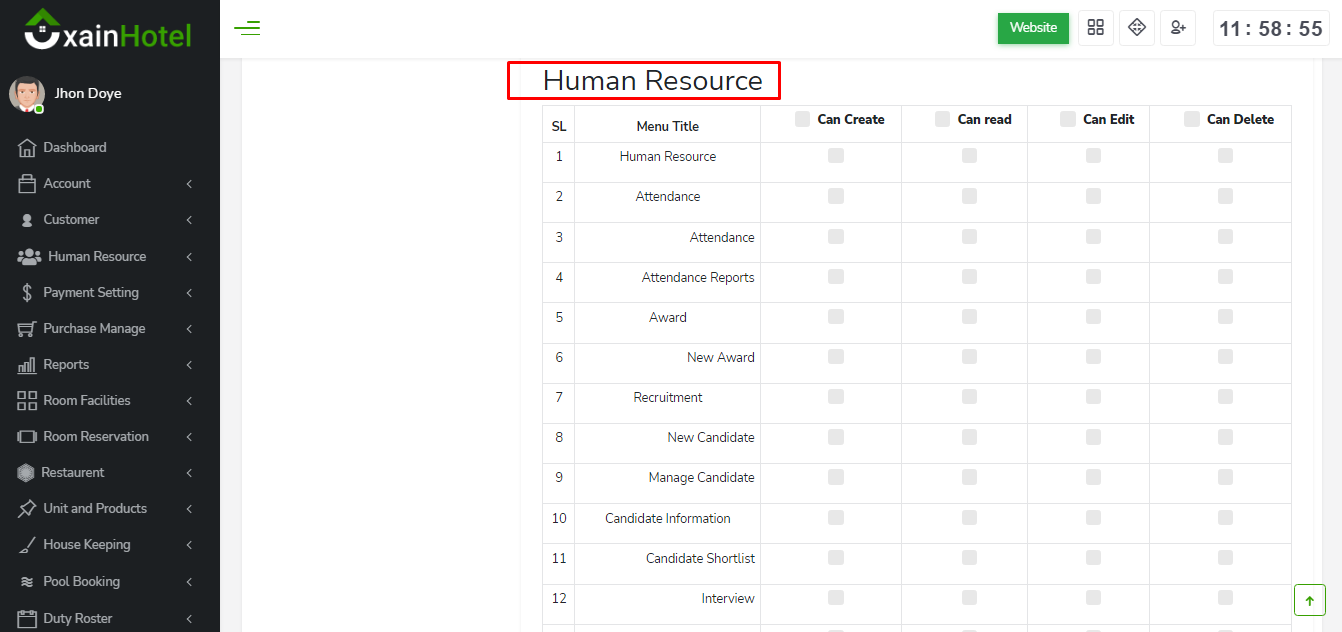 xainHotel
Website
11 : 58 : 55
Jhon Doye
Dashboard
Account
Customer
Human Resource
Payment Setting
Purchase Manage
Reports
Room Facilities
Room Reservation
Restaurent
Unit and Products
House Keeping
Pool Booking
Duty Roster
Human Resource
SL Menu Title Can Create Can read Can Edit Can Delete
1 Human Resource
2 Attendance
3 Attendance
4 Attendance Reports
5 Award
6 New Award
7 Recruitment
8 New Candidate
9 Manage Candidate
10 Candidate Information
11 Candidate Shortlist
12 Interview